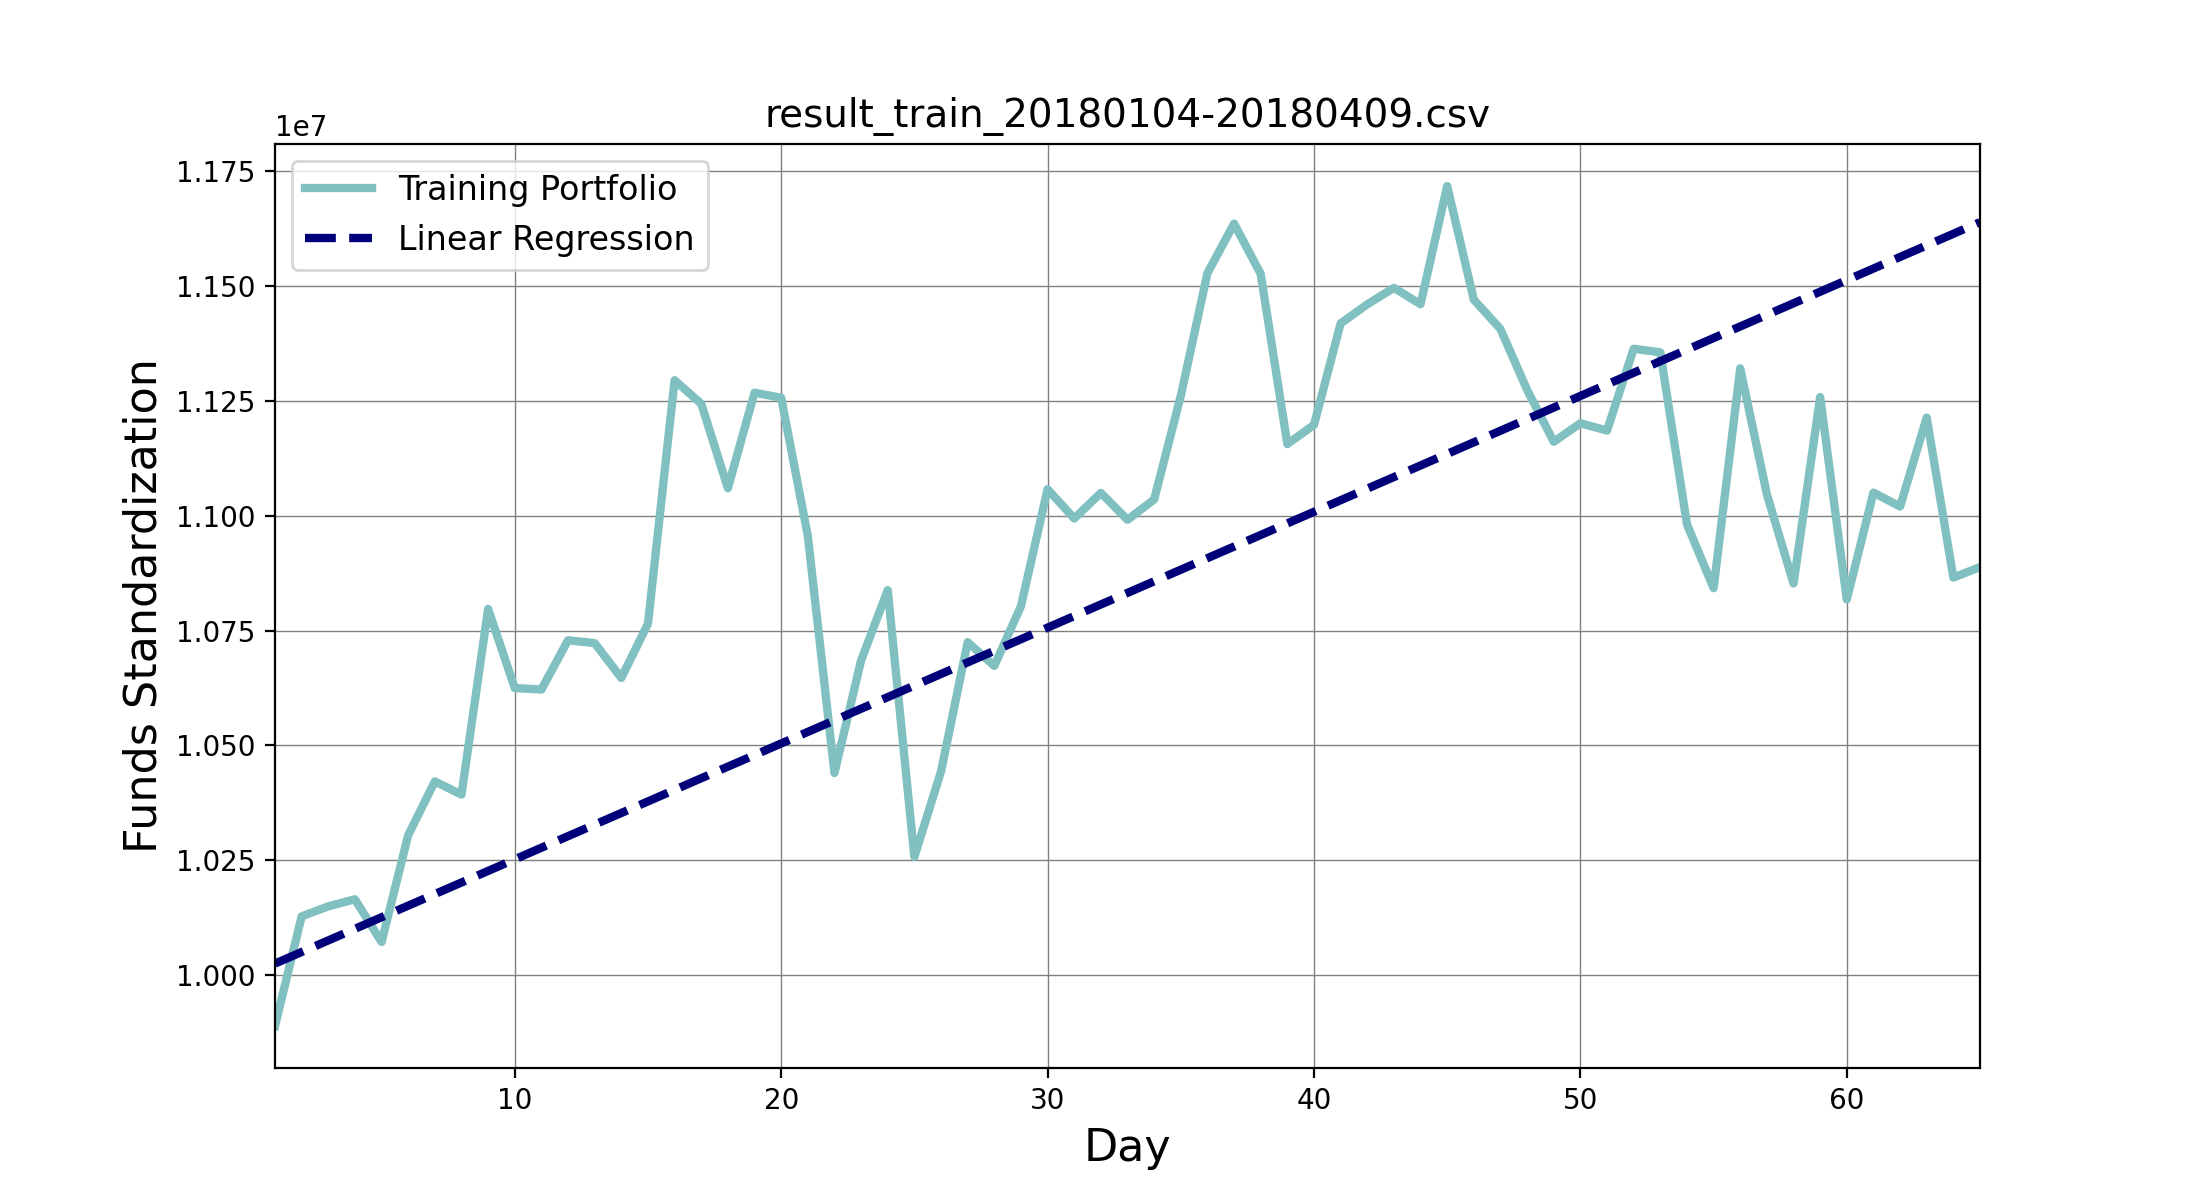 result_train_20180104-20180409.csv
1e7
Training Portfolio
Linear Regression
1.175
1.150
1.125
1.100
1.075
1.050
1.025
1.000
Funds Standardization
10 20 30 40 50 60
Day